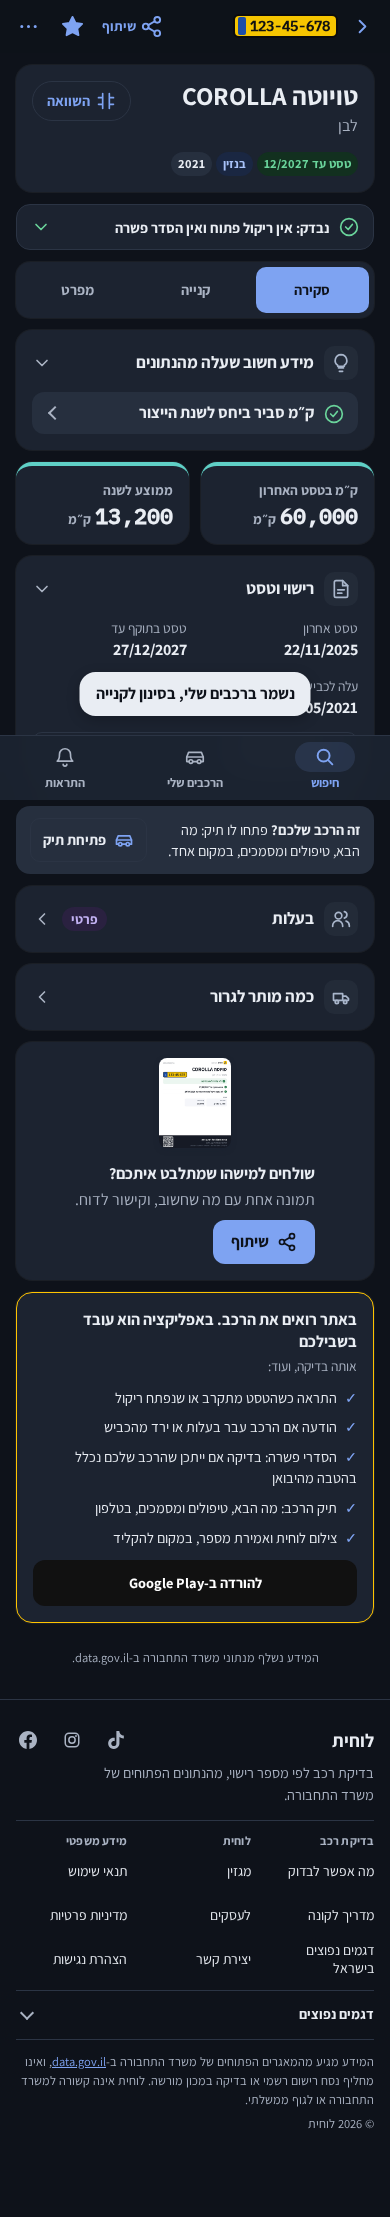 123-45-678
שיתוף
טויוטה COROLLA
לבן
השוואה
טסט עד 12/2027
בנזין
2021
נבדק: אין ריקול פתוח ואין הסדר פשרה
סקירה
קנייה
מפרט
מידע חשוב שעלה מהנתונים
ק״מ סביר ביחס לשנת הייצור
ק״מ בטסט האחרון
60,000 ק״מ
ממוצע לשנה
13,200 ק״מ
רישוי וטסט
טסט אחרון
22/11/2025
טסט בתוקף עד
27/12/2027
עלה לכביש
05/2021
נשמר ברכבים שלי, בסינון לקנייה
חיפוש
הרכבים שלי
התראות
זה הרכב שלכם? פתחו לו תיק: מה
הבא, טיפולים ומסמכים, במקום אחד.
פתיחת תיק
בעלות
פרטי
כמה מותר לגרור
שולחים למישהו שמתלבט איתכם?
תמונה אחת עם מה שחשוב, וקישור לדוח.
שיתוף
באתר רואים את הרכב. באפליקציה הוא עובד
בשבילכם
אותה בדיקה, ועוד:
✓ התראה כשהטסט מתקרב או שנפתח ריקול
✓ הודעה אם הרכב עבר בעלות או ירד מהכביש
✓ הסדרי פשרה: בדיקה אם ייתכן שהרכב שלכם נכלל
בהטבה מהיבואן
✓ תיק הרכב: מה הבא, טיפולים ומסמכים, בטלפון
✓ צילום לוחית ואמירת מספר, במקום להקליד
להורדה ב-Google Play
המידע נשלף מנתוני משרד התחבורה ב-data.gov.il.
לוחית
בדיקת רכב לפי מספר רישוי, מהנתונים הפתוחים של
משרד התחבורה.
בדיקת רכב
מה אפשר לבדוק
מדריך לקונה
דגמים נפוצים
בישראל
לוחית
מגזין
לעסקים
יצירת קשר
מידע משפטי
תנאי שימוש
מדיניות פרטיות
הצהרת נגישות
דגמים נפוצים
המידע מגיע מהמאגרים הפתוחים של משרד התחבורה ב-data.gov.il, ואינו
מחליף נסח רישום רשמי או בדיקה במכון מורשה. לוחית אינה קשורה למשרד
התחבורה או לגוף ממשלתי.
© 2026 לוחית